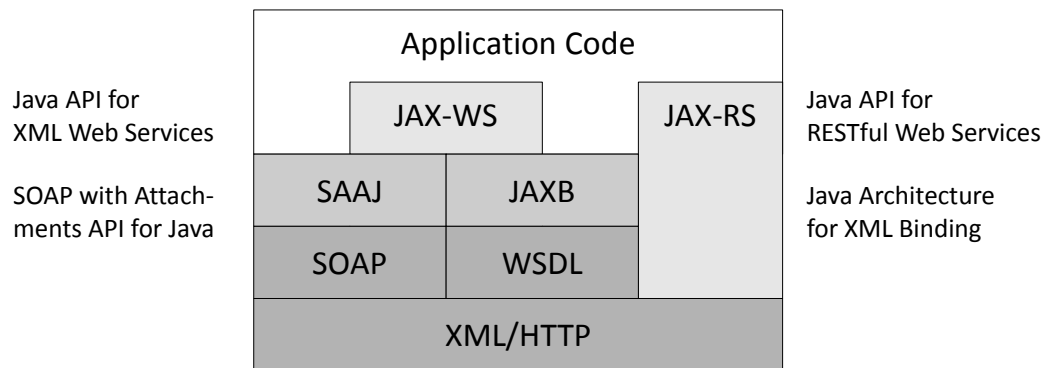 Application Code
Java API for
XML Web Services
JAX-WS
JAX-RS
Java API for
RESTful Web Services
SOAP with Attach-
ments API for Java
SAAJ
JAXB
Java Architecture
for XML Binding
SOAP
WSDL
XML/HTTP